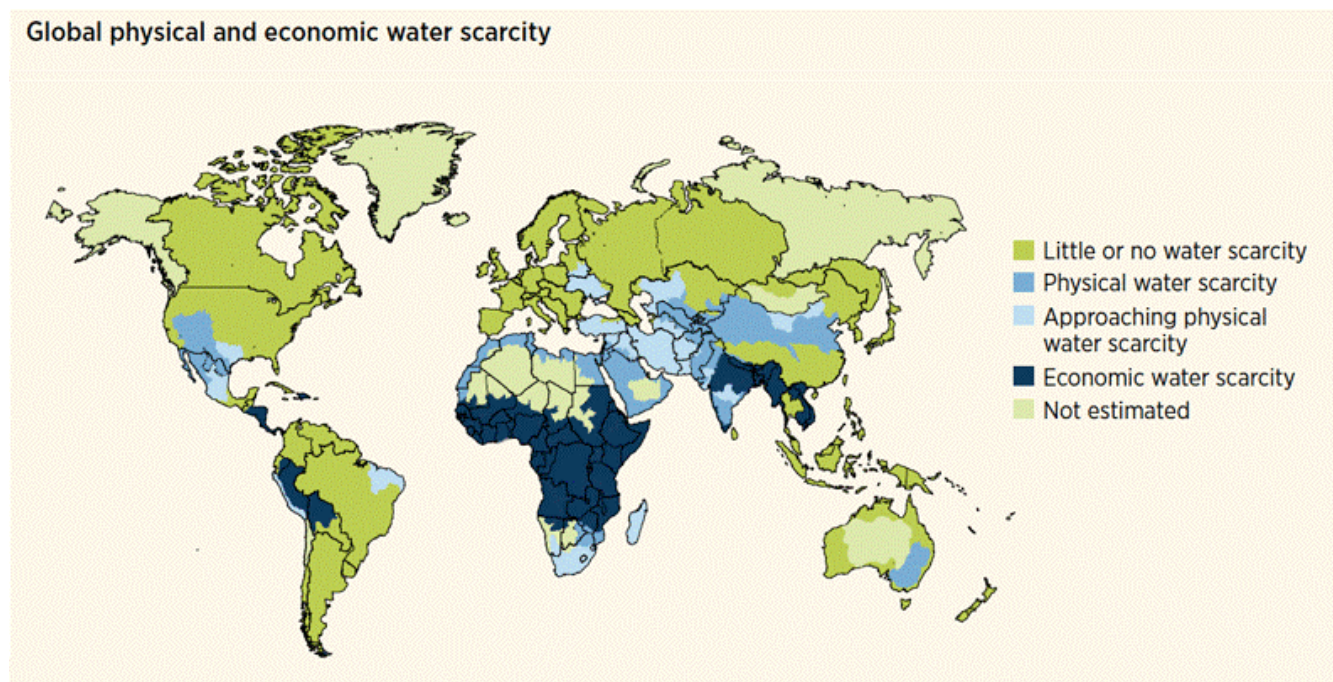 Global physical and economic water scarcity
Little or no water scarcity
Physical water scarcity
Approaching physical
water scarcity
Economic water scarcity
Not estimated